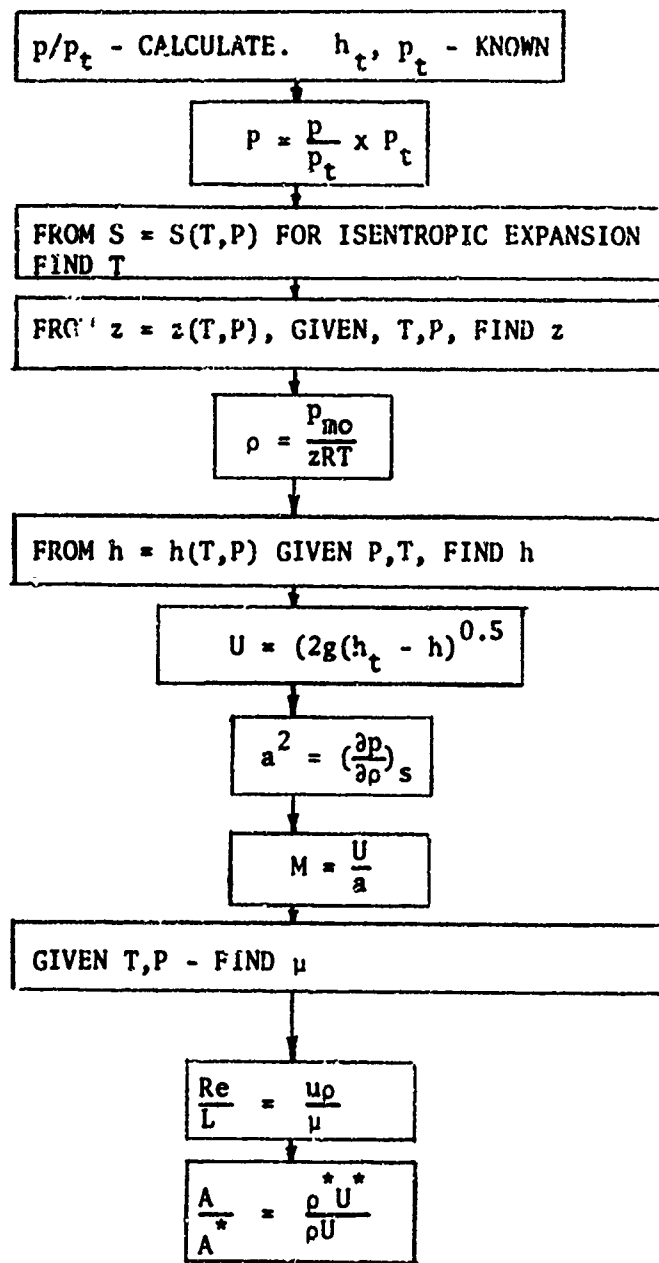 p/p_t - CALCULATE. h_t, p_t - KNOWN
P = p/p_t x P_t
FROM S = S(T,P) FOR ISENTROPIC EXPANSION
FIND T
z = z(T,P), GIVEN, T,P, FIND z
ρ = p_mo/zRT
FROM h = h(T,P) GIVEN P,T, FIND h
U = (2g(h_t - h)^0.5
a^2 = (∂p/∂ρ)_s
M = U/a
GIVEN T,P - FIND μ
Re/L = uρ/μ
A/A^* = ρ^*U^*/ρU